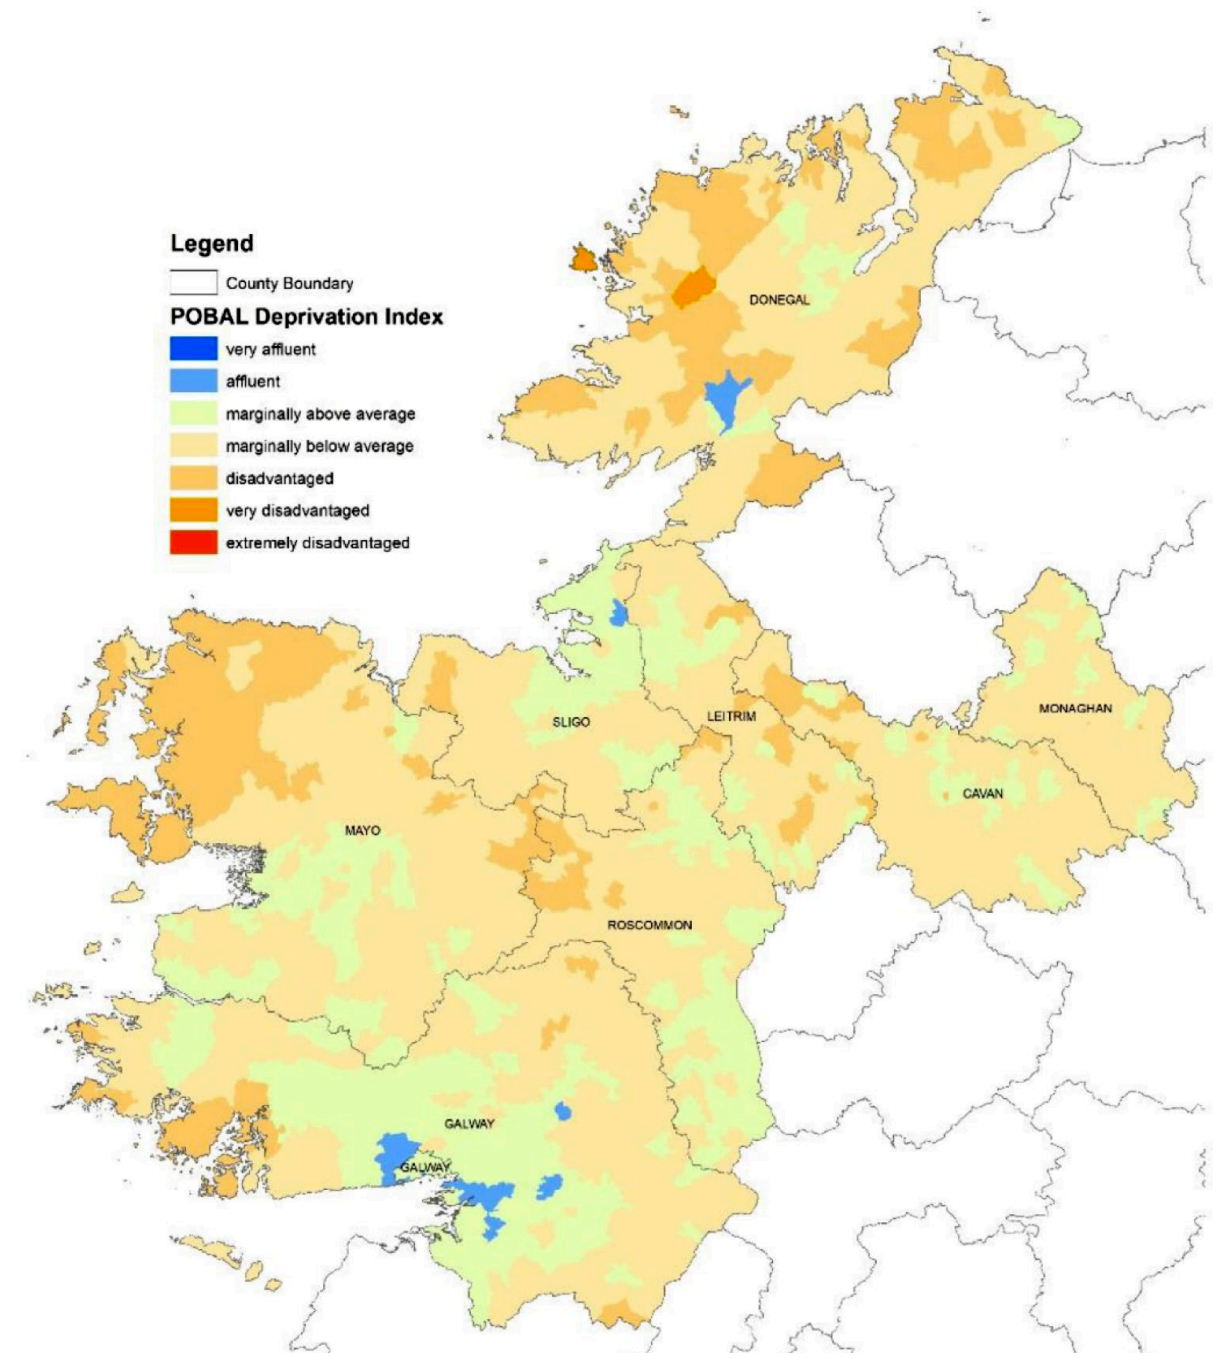 Legend
County Boundary
POBAL Deprivation Index
very affluent
affluent
marginally above average
marginally below average
disadvantaged
very disadvantaged
extremely disadvantaged
DONEGAL
SLIGO
LEITRIM
MONAGHAN
CAVAN
MAYO
ROSCOMMON
GALWAY
GALWAY